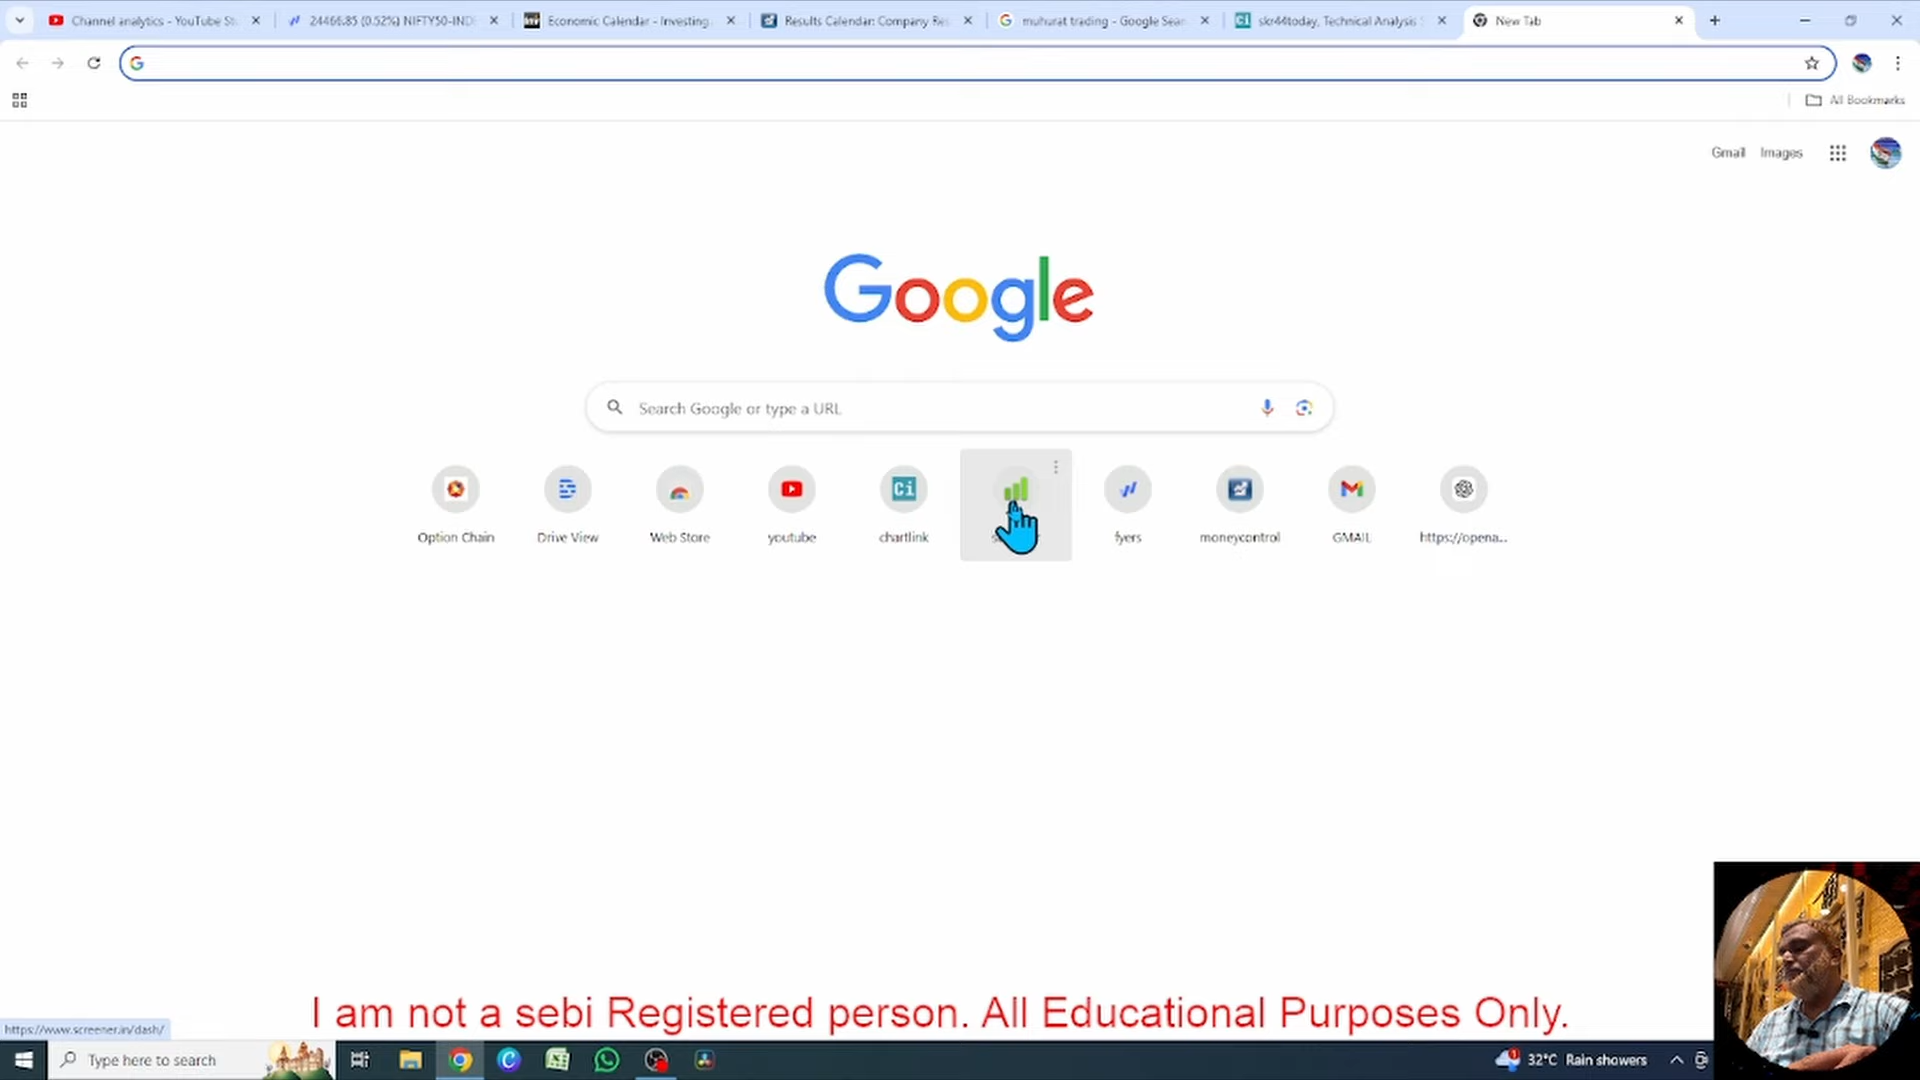 Channel analytics - YouTube St
24466.85 (0.52%) NIFTY50-INDE
Economic Calendar - Investing
Results Calendar: Company Res
muhurat trading - Google Sear
skr44today, Technical Analysis
New Tab
All Bookmarks
Gmail
Images
Google
Search Google or type a URL
Option Chain
Drive View
Web Store
youtube
Ci
chartlink
fyers
moneycontrol
GMAIL
https://opena...
I am not a sebi Registered person. All Educational Purposes Only.
https://www.screener.in/dash/
Type here to search
32°C Rain showers